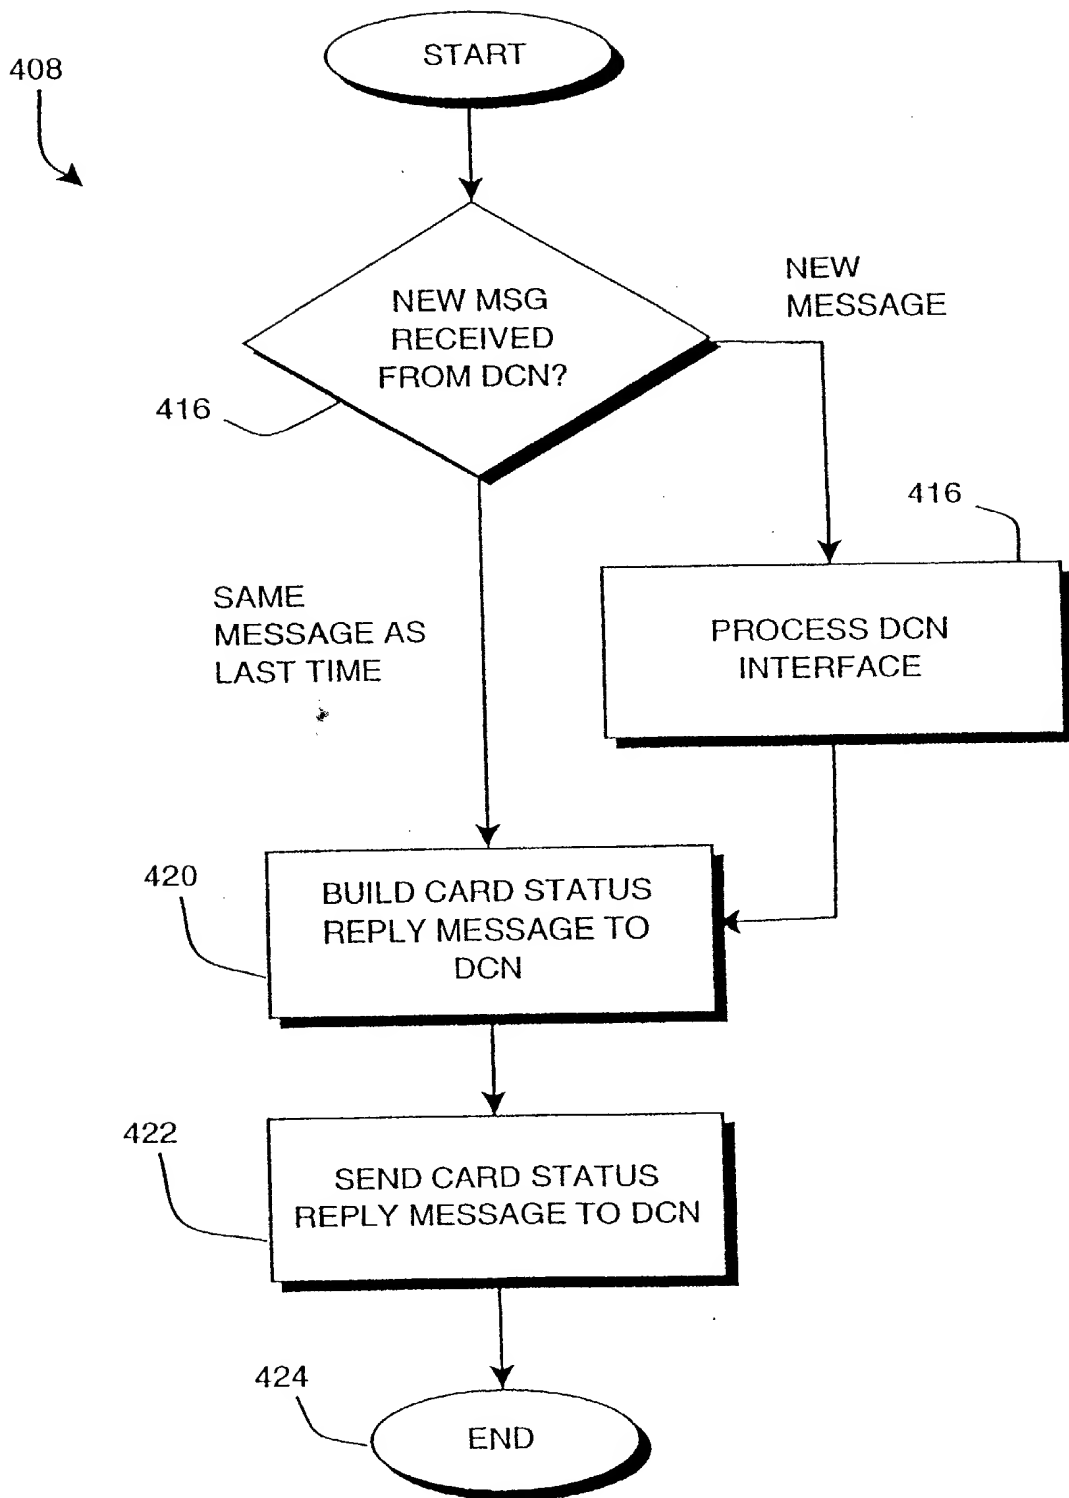 START
408
NEW MSG
RECEIVED
FROM DCN?
NEW
MESSAGE
416
416
SAME
MESSAGE AS
LAST TIME
PROCESS DCN
INTERFACE
420
BUILD CARD STATUS
REPLY MESSAGE TO
DCN
422
SEND CARD STATUS
REPLY MESSAGE TO DCN
424
END